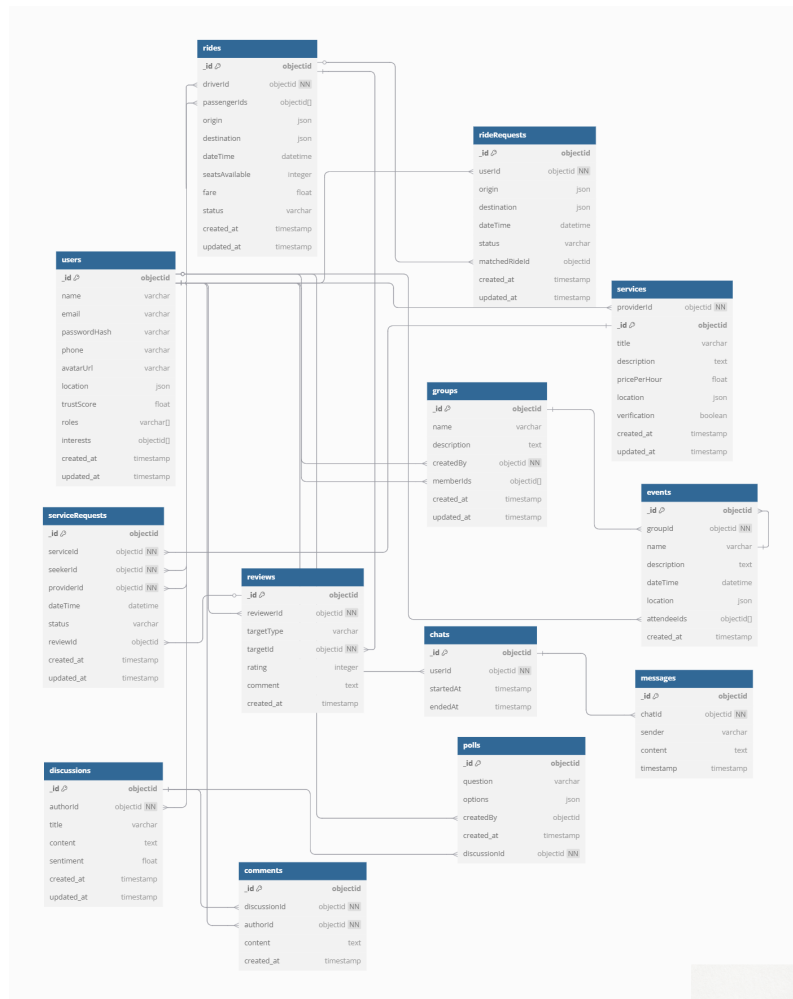 rides
_id objectid
driverId objectid NN
passengerIds objectid[]
origin json
destination json
dateTime datetime
seatsAvailable integer
fare float
status varchar
created_at timestamp
updated_at timestamp
rideRequests
_id objectid
userId objectid NN
origin json
destination json
dateTime datetime
status varchar
matchedRideId objectid
created_at timestamp
updated_at timestamp
users
_id objectid
name varchar
email varchar
passwordHash varchar
phone varchar
avatarUrl varchar
location json
trustScore float
roles varchar[]
interests objectid[]
created_at timestamp
updated_at timestamp
services
providerId objectid NN
_id objectid
title varchar
description text
pricePerHour float
location json
verification boolean
created_at timestamp
updated_at timestamp
groups
_id objectid
name varchar
description text
createdBy objectid NN
memberIds objectid[]
created_at timestamp
updated_at timestamp
events
_id objectid
groupId objectid NN
name varchar
description text
dateTime datetime
location json
attendeeIds objectid[]
created_at timestamp
serviceRequests
_id objectid
serviceId objectid NN
seekerId objectid NN
providerId objectid NN
dateTime datetime
status varchar
reviewId objectid
created_at timestamp
updated_at timestamp
reviews
_id objectid
reviewerId objectid NN
targetType varchar
targetId objectid NN
rating integer
comment text
created_at timestamp
chats
_id objectid
userId objectid NN
startedAt timestamp
endedAt timestamp
messages
_id objectid
chatId objectid NN
sender varchar
content text
timestamp timestamp
polls
_id objectid
question varchar
options json
createdBy objectid
created_at timestamp
discussionId objectid NN
discussions
_id objectid
authorId objectid NN
title varchar
content text
sentiment float
created_at timestamp
updated_at timestamp
comments
_id objectid
discussionId objectid NN
authorId objectid NN
content text
created_at timestamp